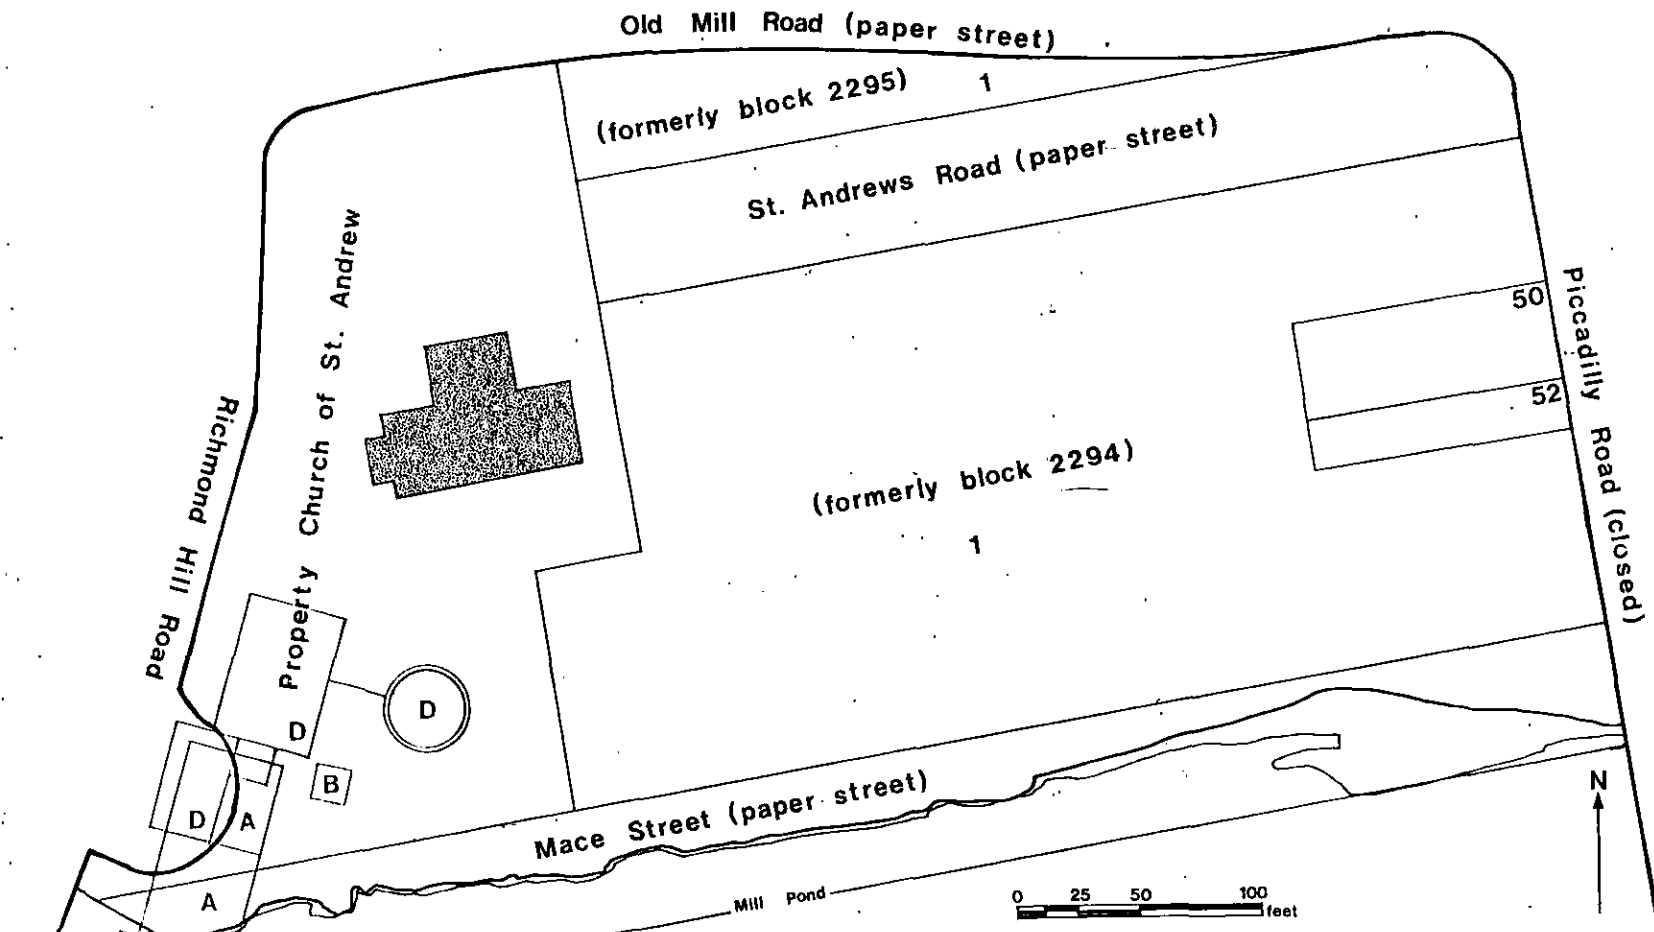 Old Mill Road (paper street)
(formerly block 2295) 1
St. Andrews Road (paper street)
Property Church of St. Andrew
Richmond Hill Road
50
52
Piccadilly Road (closed)
(formerly block 2294)
1
D
D
B
D
A
A
Mace Street (paper street)
Mill Pond
N
0 25 50 100
feet